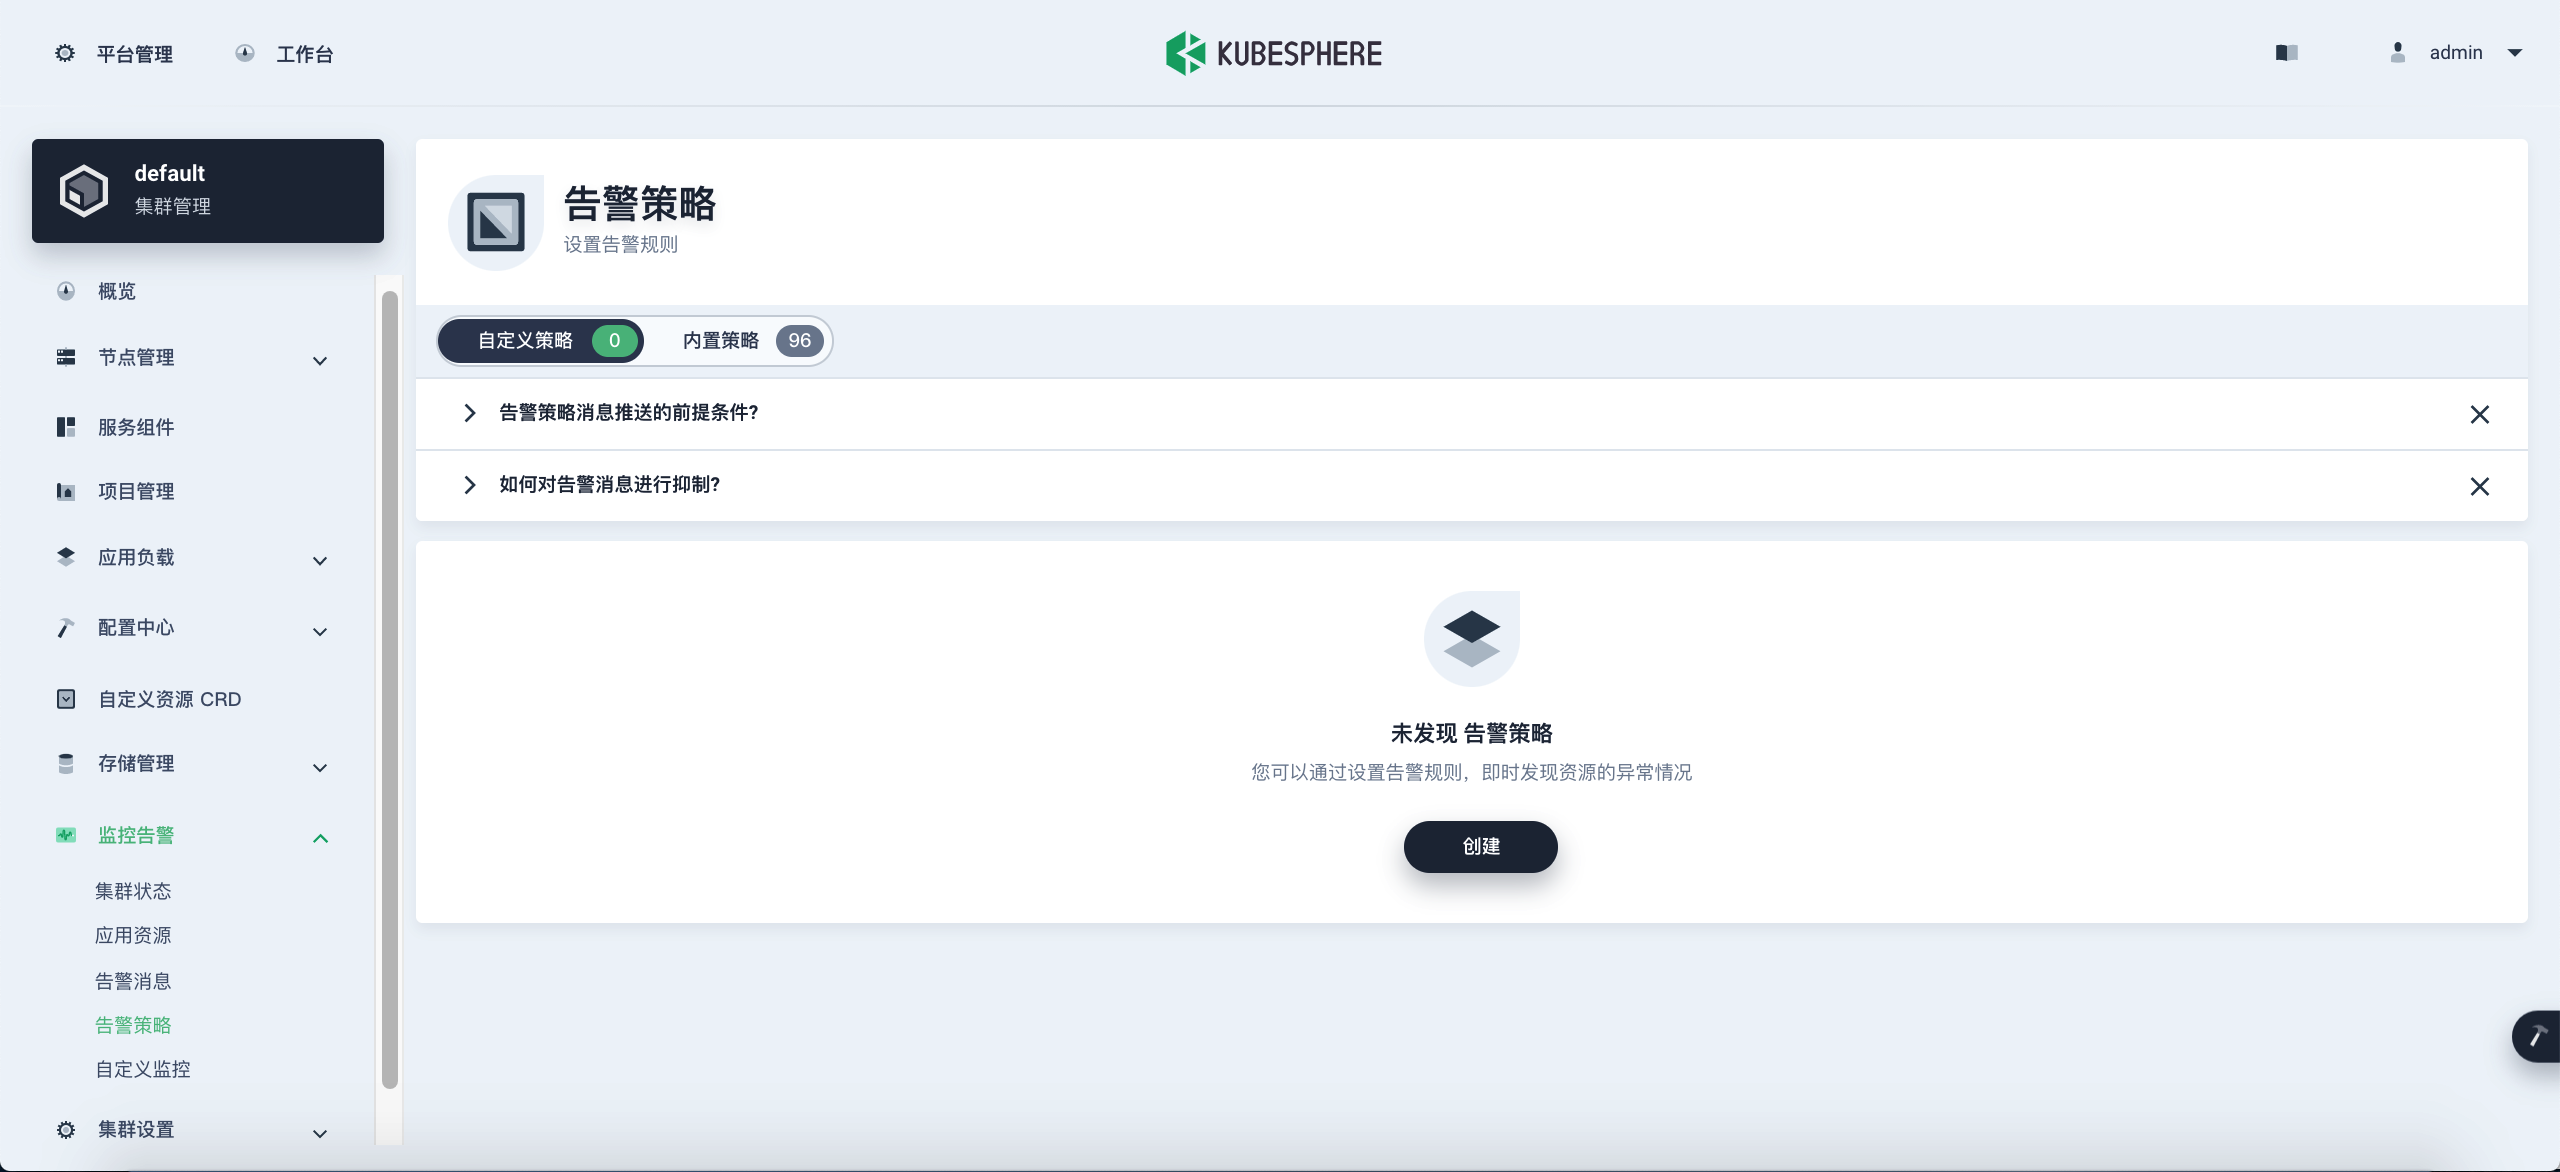 平台管理
工作台
KUBESPHERE
admin
default
集群管理
概览
节点管理
服务组件
项目管理
应用负载
配置中心
自定义资源 CRD
存储管理
监控告警
集群状态
应用资源
告警消息
告警策略
自定义监控
集群设置
告警策略
设置告警规则
自定义策略 0
内置策略 96
告警策略消息推送的前提条件?
如何对告警消息进行抑制?
未发现 告警策略
您可以通过设置告警规则，即时发现资源的异常情况
创建